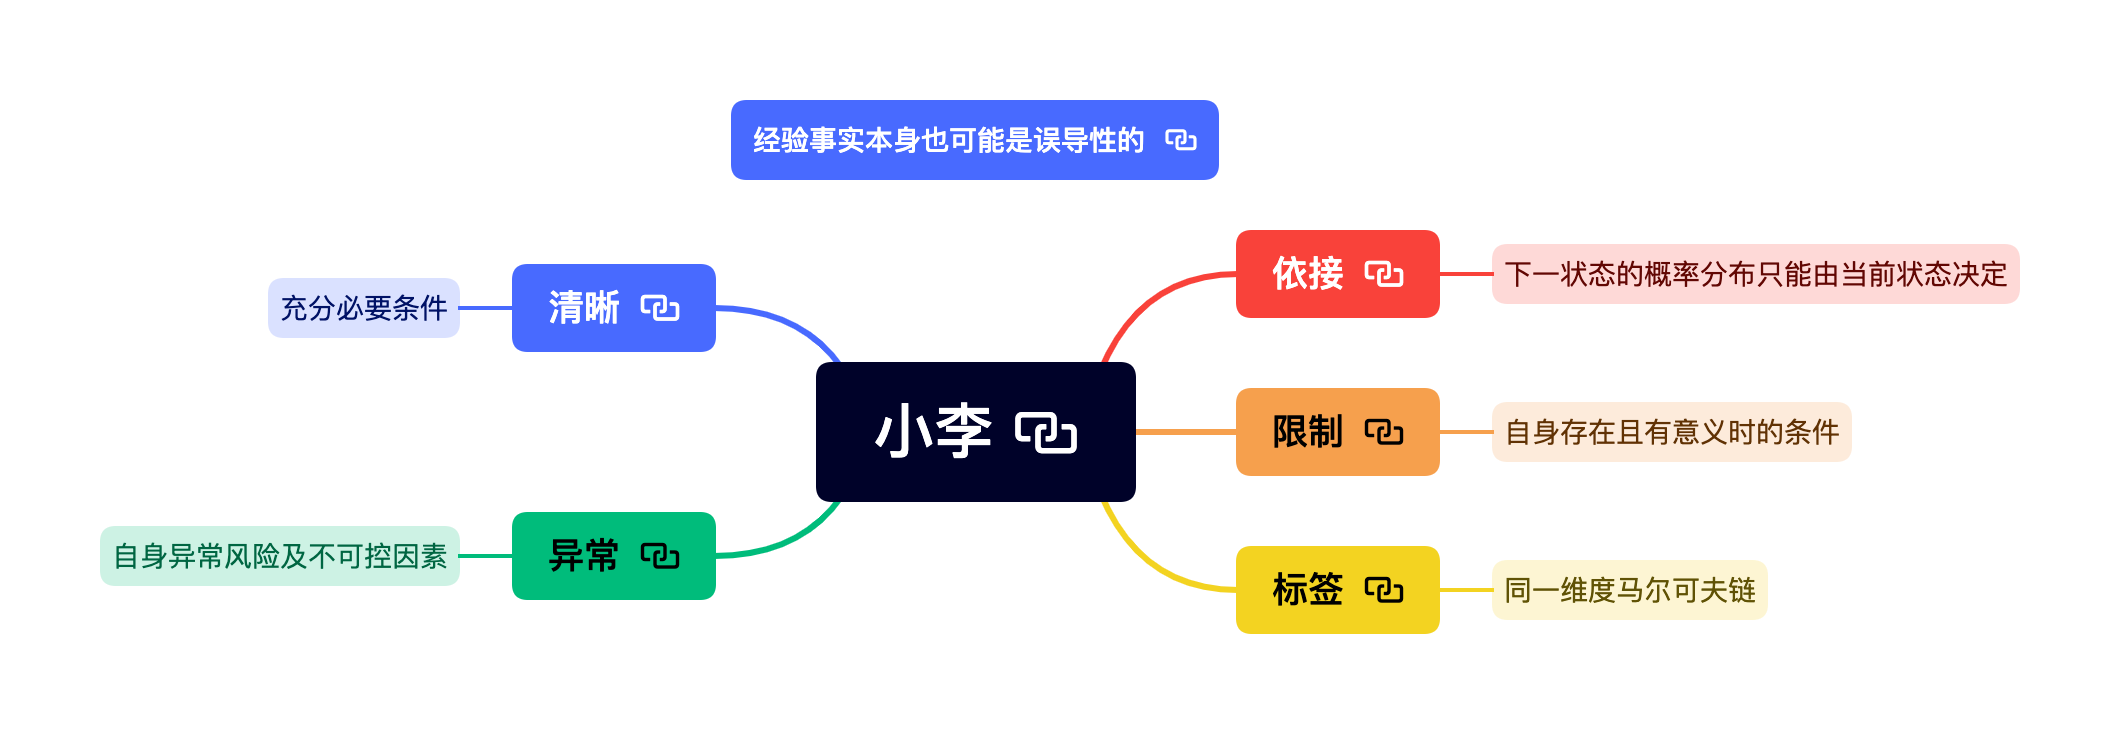 经验事实本身也可能是误导性的
依接
下一状态的概率分布只能由当前状态决定
充分必要条件
清晰
小李
限制
自身存在且有意义时的条件
自身异常风险及不可控因素
异常
标签
同一维度马尔可夫链